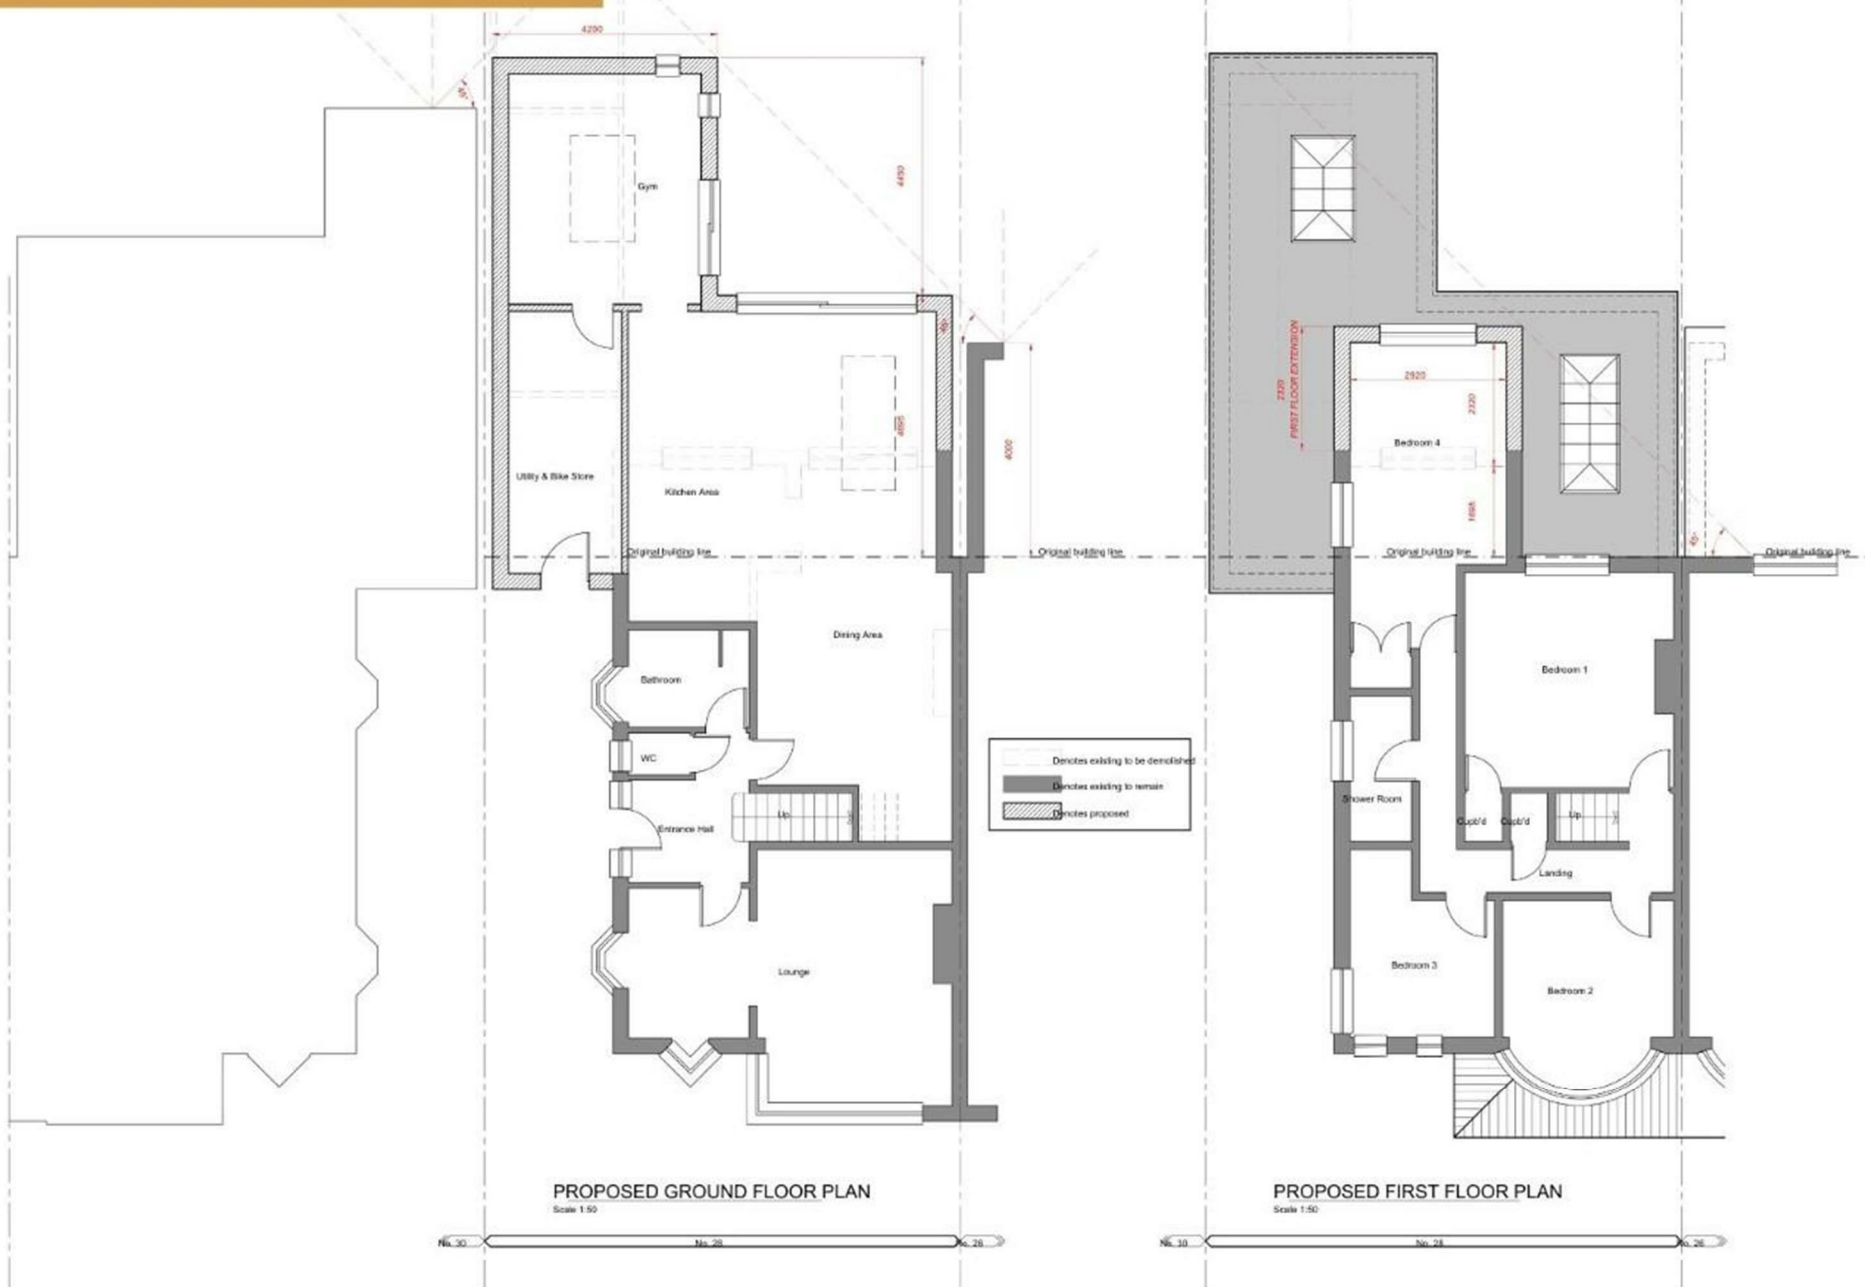 4290
45°
4450
Gym
45°
4895
4000
Utility & Bike Store
Kitchen Area
Original building line
Original building line
Dining Area
Bathroom
WC
Entrance Hall
Up
Lounge
Denotes existing to be demolished
Denotes existing to remain
Denotes proposed
PROPOSED GROUND FLOOR PLAN
Scale 1:50
No. 30
No. 28
No. 26
2320
FIRST FLOOR EXTENSION
2920
2320
Bedroom 4
1695
Original building line
45°
Original building line
Bedroom 1
Shower Room
Cupb'd
Cupb'd
Up
Landing
Bedroom 3
Bedroom 2
PROPOSED FIRST FLOOR PLAN
Scale 1:50
No. 30
No. 28
No. 26